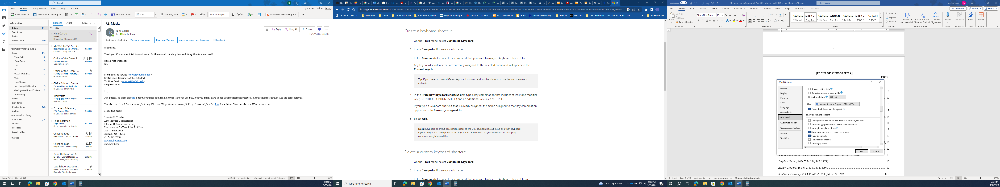 Search
File
Home
Send / Receive
View
Help
Acrobat
Try the new Outlook
New Email
Schedule a Meeting
Share to Teams
*LRT
Unread/ Read
Search People
Reply with Scheduling Poll
Favorites
Inbox 147
Sent Items
Drafts
Deleted Items 476
ltowles@buffalo.edu
Inbox 147
*From Beth 2
*From Brian 3
*LRT 7
AALL 14
AALL Committee 3
AALS
From Students
Law Library/UB Libraries 9
Meetings/Webinars/Conferen... 2
Onboarding
Drafts
Sent Items
Deleted Items 476
Archive
Conversation History
Junk Email [15]
Outbox
RSS Feeds
Search Folders
Groups
Focused Other By Date
Today
Nina Cascio
Masks
Hi Latasha, Thank you SO
Michael Kicey; S... (3)
Registration Open - Artifici... 4:52 PM
Offhand I'd say that is a
Office of the Dean, S...
Faculty Meeting 4:40 PM
Good afternoon,
Office of the Dean, S...
Faculty Meeting | January ... 4:40 PM
Good afternoon,
Claire Adams; Austin...
Presentation for Students 4:28 PM
Hi Latasha! I think this
Brainyacts
4:09 PM
Brainyacts #162
Elizabeth Adelman; ...
LTIC Course Offer 3:56 PM
Hi Latasha, I'm so thrilled
Todd Eastman
Legal Week 3:51 PM
Great, swing by the booth,
Christine Riggi
Daytime Circ., Justin Kennel... 3:03 PM
Christine Riggi
Daytime Circ., Melissa Lang... 2:53 PM
Brian Huffman via A...
[LIT-SIS] : Digital Storage S... 2:10 PM
Hello colleague: Our library
Law School Academi...
DRAFT Spring 2025 Schedu... 12:41 PM
Dear all, Attached please
RE: Masks
NC
Nina Cascio
To Latasha Towles
Reply Reply All Forward
Fri 1/19/2024 5:06 PM
Start your reply all with: You are very welcome! Thank you! You too! You are welcome, and thank you! Feedback
Hi Latasha,
Thank you SO much for this information and for the masks!!! And my husband, Greg, thanks you as well!
Have a nice weekend!
Nina
From: Latasha Towles <ltowles@buffalo.edu>
Sent: Friday, January 19, 2024 3:06 PM
To: Nina Cascio <ncascio@buffalo.edu>
Subject: Masks
Hi,
I've purchased from this site a couple of times and had no issues. You can use FSA, but you might have to get a reimbursement because I don't remember if they take the cards directly.
I've also purchased from amazon, but only if it says "Ships from: Amazon, Sold by: Amazon"; here's a link for a listing. You can also use FSA on amazon.
Hope this helps!
Latasha R. Towles
Law Practice Technologist
Charles B. Sears Law Library
University at Buffalo School of Law
211 O'Brian Hall
Buffalo, NY 14260
(716) 645-2050
ltowles@buffalo.edu
she/her/hers
Items: 2,835 Unread: 147
All folders are up to date. Connected to: Microsoft Exchange 100%
5:32 PM
1/19/2024
support.microsoft.com/en-au/office/create-a-custom-keyboard-shortcut-for-word-for-mac-3e865725-831c-4b45-9187-eeaf896fa110#:~:text=for%20a%20task-,On%20the%20Tools%20menu%2C%20select%20Customize%20Keyboard.,in%20t...
Charles B. Sears La... Institutions Trends Tech Consultants Conferences/Meeti... Legal Technology R... Lexis+® | Legal Res... Westlaw Precision Home The State University... Benefits UBLearns Class Resources LibApps Home - Lib... All Bookmarks
Create a keyboard shortcut
1. On the Tools menu, select Customize Keyboard.
2. In the Categories list, select a tab name.
3. In the Commands list, select the command that you want to assign a keyboard shortcut to.
Any keyboard shortcuts that are currently assigned to the selected command will appear in the
Current keys box.
Tip: If you prefer to use a different keyboard shortcut, add another shortcut to the list, and then use it
instead.
4. In the Press new keyboard shortcut box, type a key combination that includes at least one modifier
key ( , CONTROL , OPTION , SHIFT ) and an additional key, such as + F11 .
If you type a keyboard shortcut that is already assigned, the action assigned to that key combination
appears next to Currently assigned to.
5. Select Add.
Note: Keyboard shortcut descriptions refer to the U.S. keyboard layout. Keys on other keyboard
layouts might not correspond to the keys on a U.S. keyboard. Keyboard shortcuts for laptop
computers might also differ.
Delete a custom keyboard shortcut
1. On the Tools menu, select Customize Keyboard.
2. In the Categories list, select a tab name.
3. In the Commands list, select the command that you want to delete a keyboard shortcut from.
Type here to search
16°F Light snow
5:32 PM
1/19/2024
AutoSave On
Memo of Law in Support of Plaintiff's Motion - withTOA • Last Modified: 1h ago
Search
Latasha Towles
File Home Insert Draw Design Layout References Mailings Review View Help EndNote 21 Acrobat
Comments Editing Share
Paste
Cut
Copy
Format Painter
Times New Roma 12
Normal Body Text List Para... No Spac... Table Pa... TOC 2 TOC 3
Find
Replace
Select
Create PDF and Share link
Create PDF and Share via Outlook
Request Signatures
Dictate
Sensitivity
Editor
Add-ins
Clipboard Font Paragraph Styles Editing Adobe Acrobat Voice Sensitivity Editor Add-ins
i
TABLE OF AUTHORITIES
Page(s)
Word Options
General
Display
Proofing
Save
Language
Accessibility
Advanced
Customize Ribbon
Quick Access Toolbar
Add-ins
Trust Center
Discard editing data
Do not compress images in file
Default resolution: 220 ppi
Chart Memo of Law in Support of Plaintiff's...
Properties follow chart data point
Show document content
Show background colors and images in Print Layout view
Show text wrapped within the document window
Show picture placeholders
Show drawings and text boxes on screen
Show bookmarks
Show text boundaries
Show crop marks
OK Cancel
People v. Settles, 46 N.Y.2d 154, 167 (1978) 10
Reed v. McCord, 160 N.Y. 330, 341 (1899) 10
Robbins v. Growney, 229 A.D.2d 356, 358 (1st Dep't 1996) 8, 9
Section: 2 Page 2 of 17 4451 words Text Predictions: On Accessibility: Investigate
Focus 100%
5:32 PM
1/19/2024